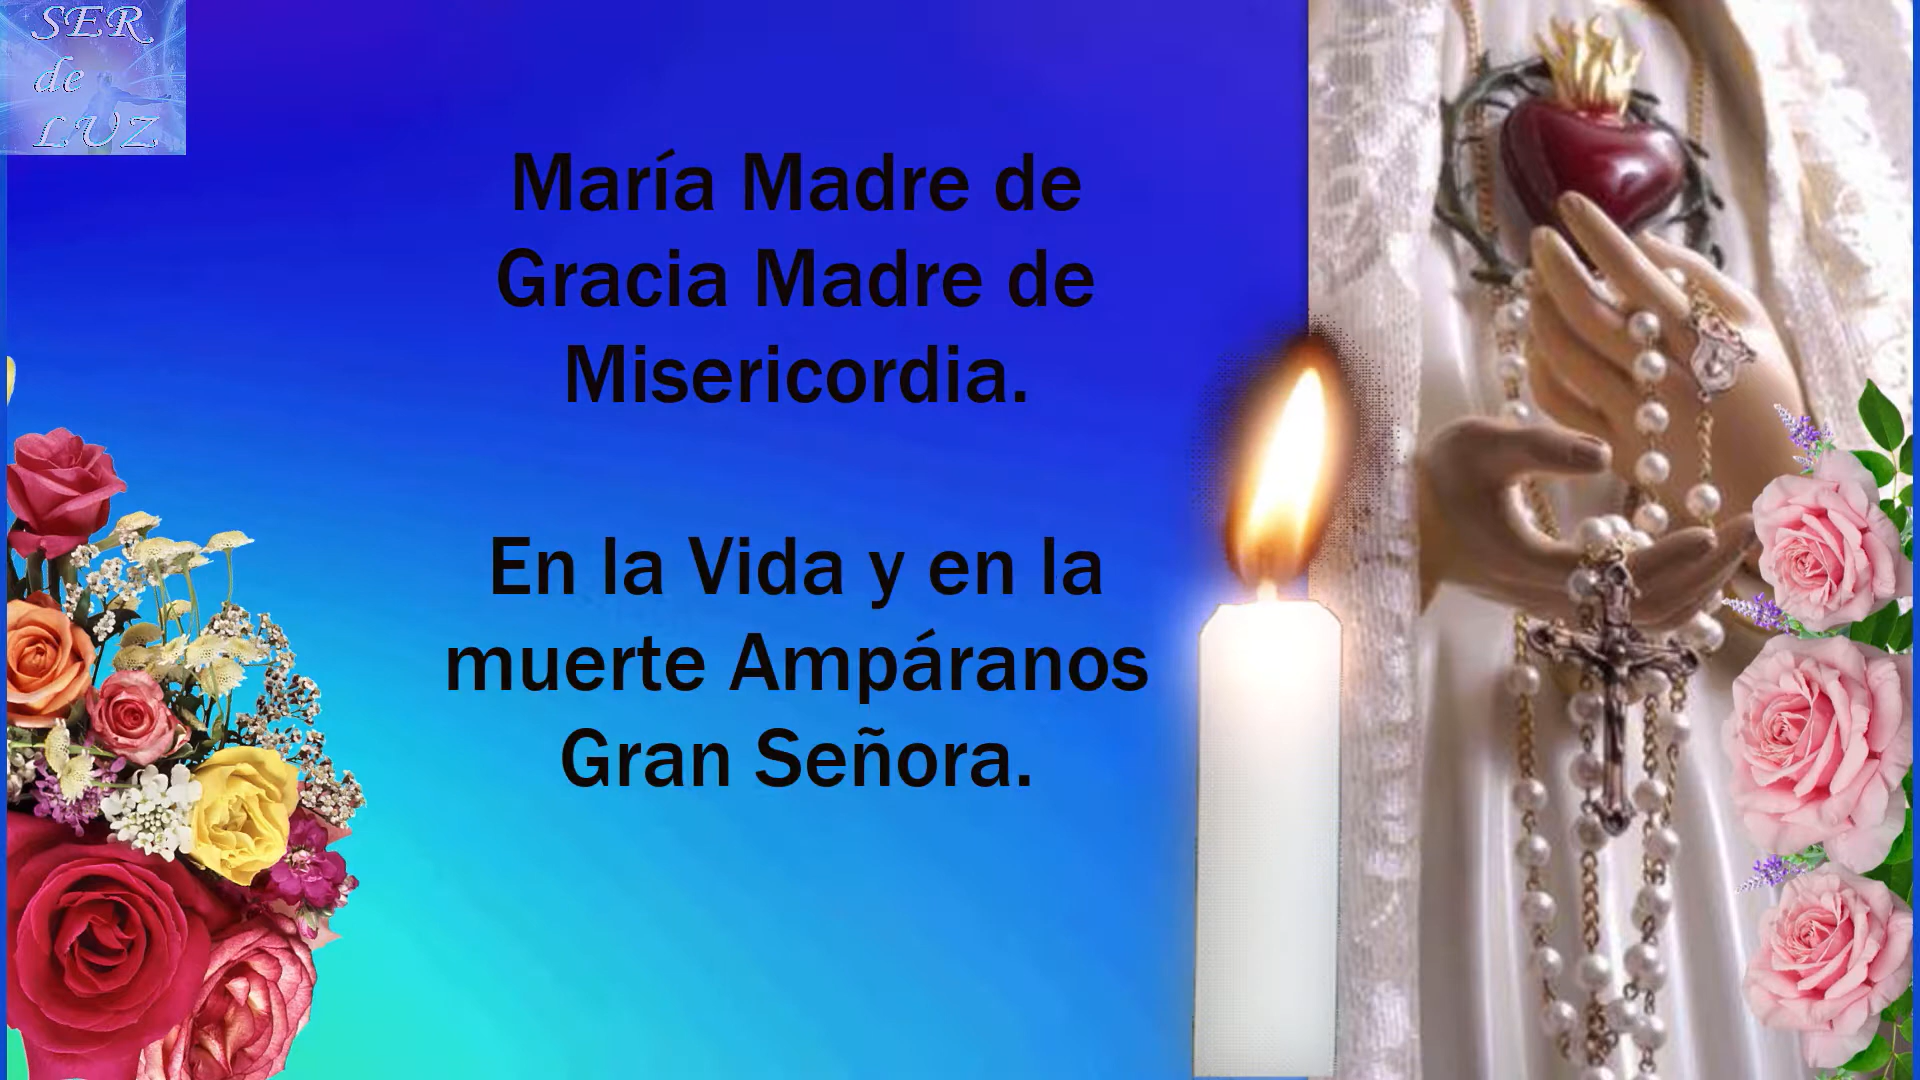 SER
de
LUZ
María Madre de
Gracia Madre de
Misericordia.
En la Vida y en la
muerte Ampáranos
Gran Señora.